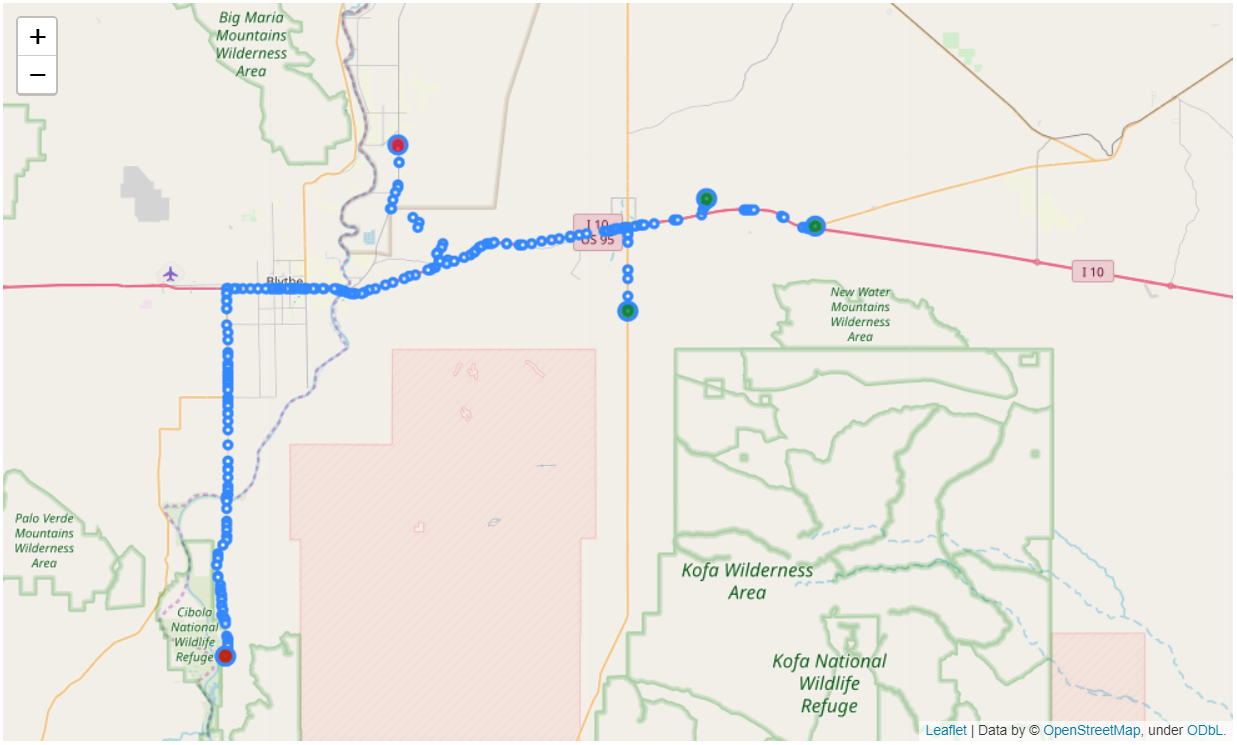 +
−
Big Maria
Mountains
Wilderness
Area
I 10
US 95
Blythe
I 10
New Water
Mountains
Wilderness
Area
Palo Verde
Mountains
Wilderness
Area
Kofa Wilderness
Area
Cibola
National
Wildlife
Refuge
Kofa National
Wildlife
Refuge
Leaflet | Data by © OpenStreetMap, under ODbL.